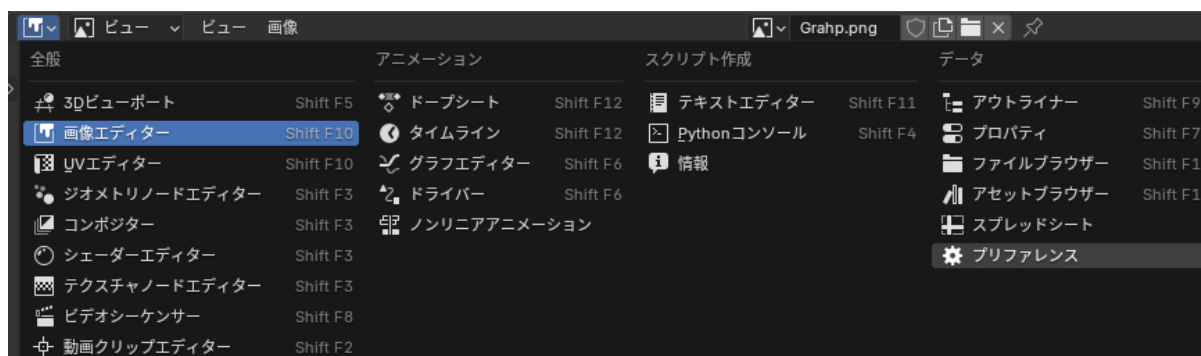 ビュー ビュー 画像 Grahp.png
全般 アニメーション スクリプト作成 データ
3Dビューポート Shift F5 ドープシート Shift F12 テキストエディター Shift F11 アウトライナー Shift F9
画像エディター Shift F10 タイムライン Shift F12 Pythonコンソール Shift F4 プロパティ Shift F7
UVエディター Shift F10 グラフエディター Shift F6 情報 ファイルブラウザー Shift F1
ジオメトリノードエディター Shift F3 ドライバー Shift F6 アセットブラウザー Shift F1
コンポジター Shift F3 ノンリニアアニメーション スプレッドシート
シェーダーエディター Shift F3 プリファレンス
テクスチャノードエディター Shift F3
ビデオシーケンサー Shift F8
動画クリップエディター Shift F2